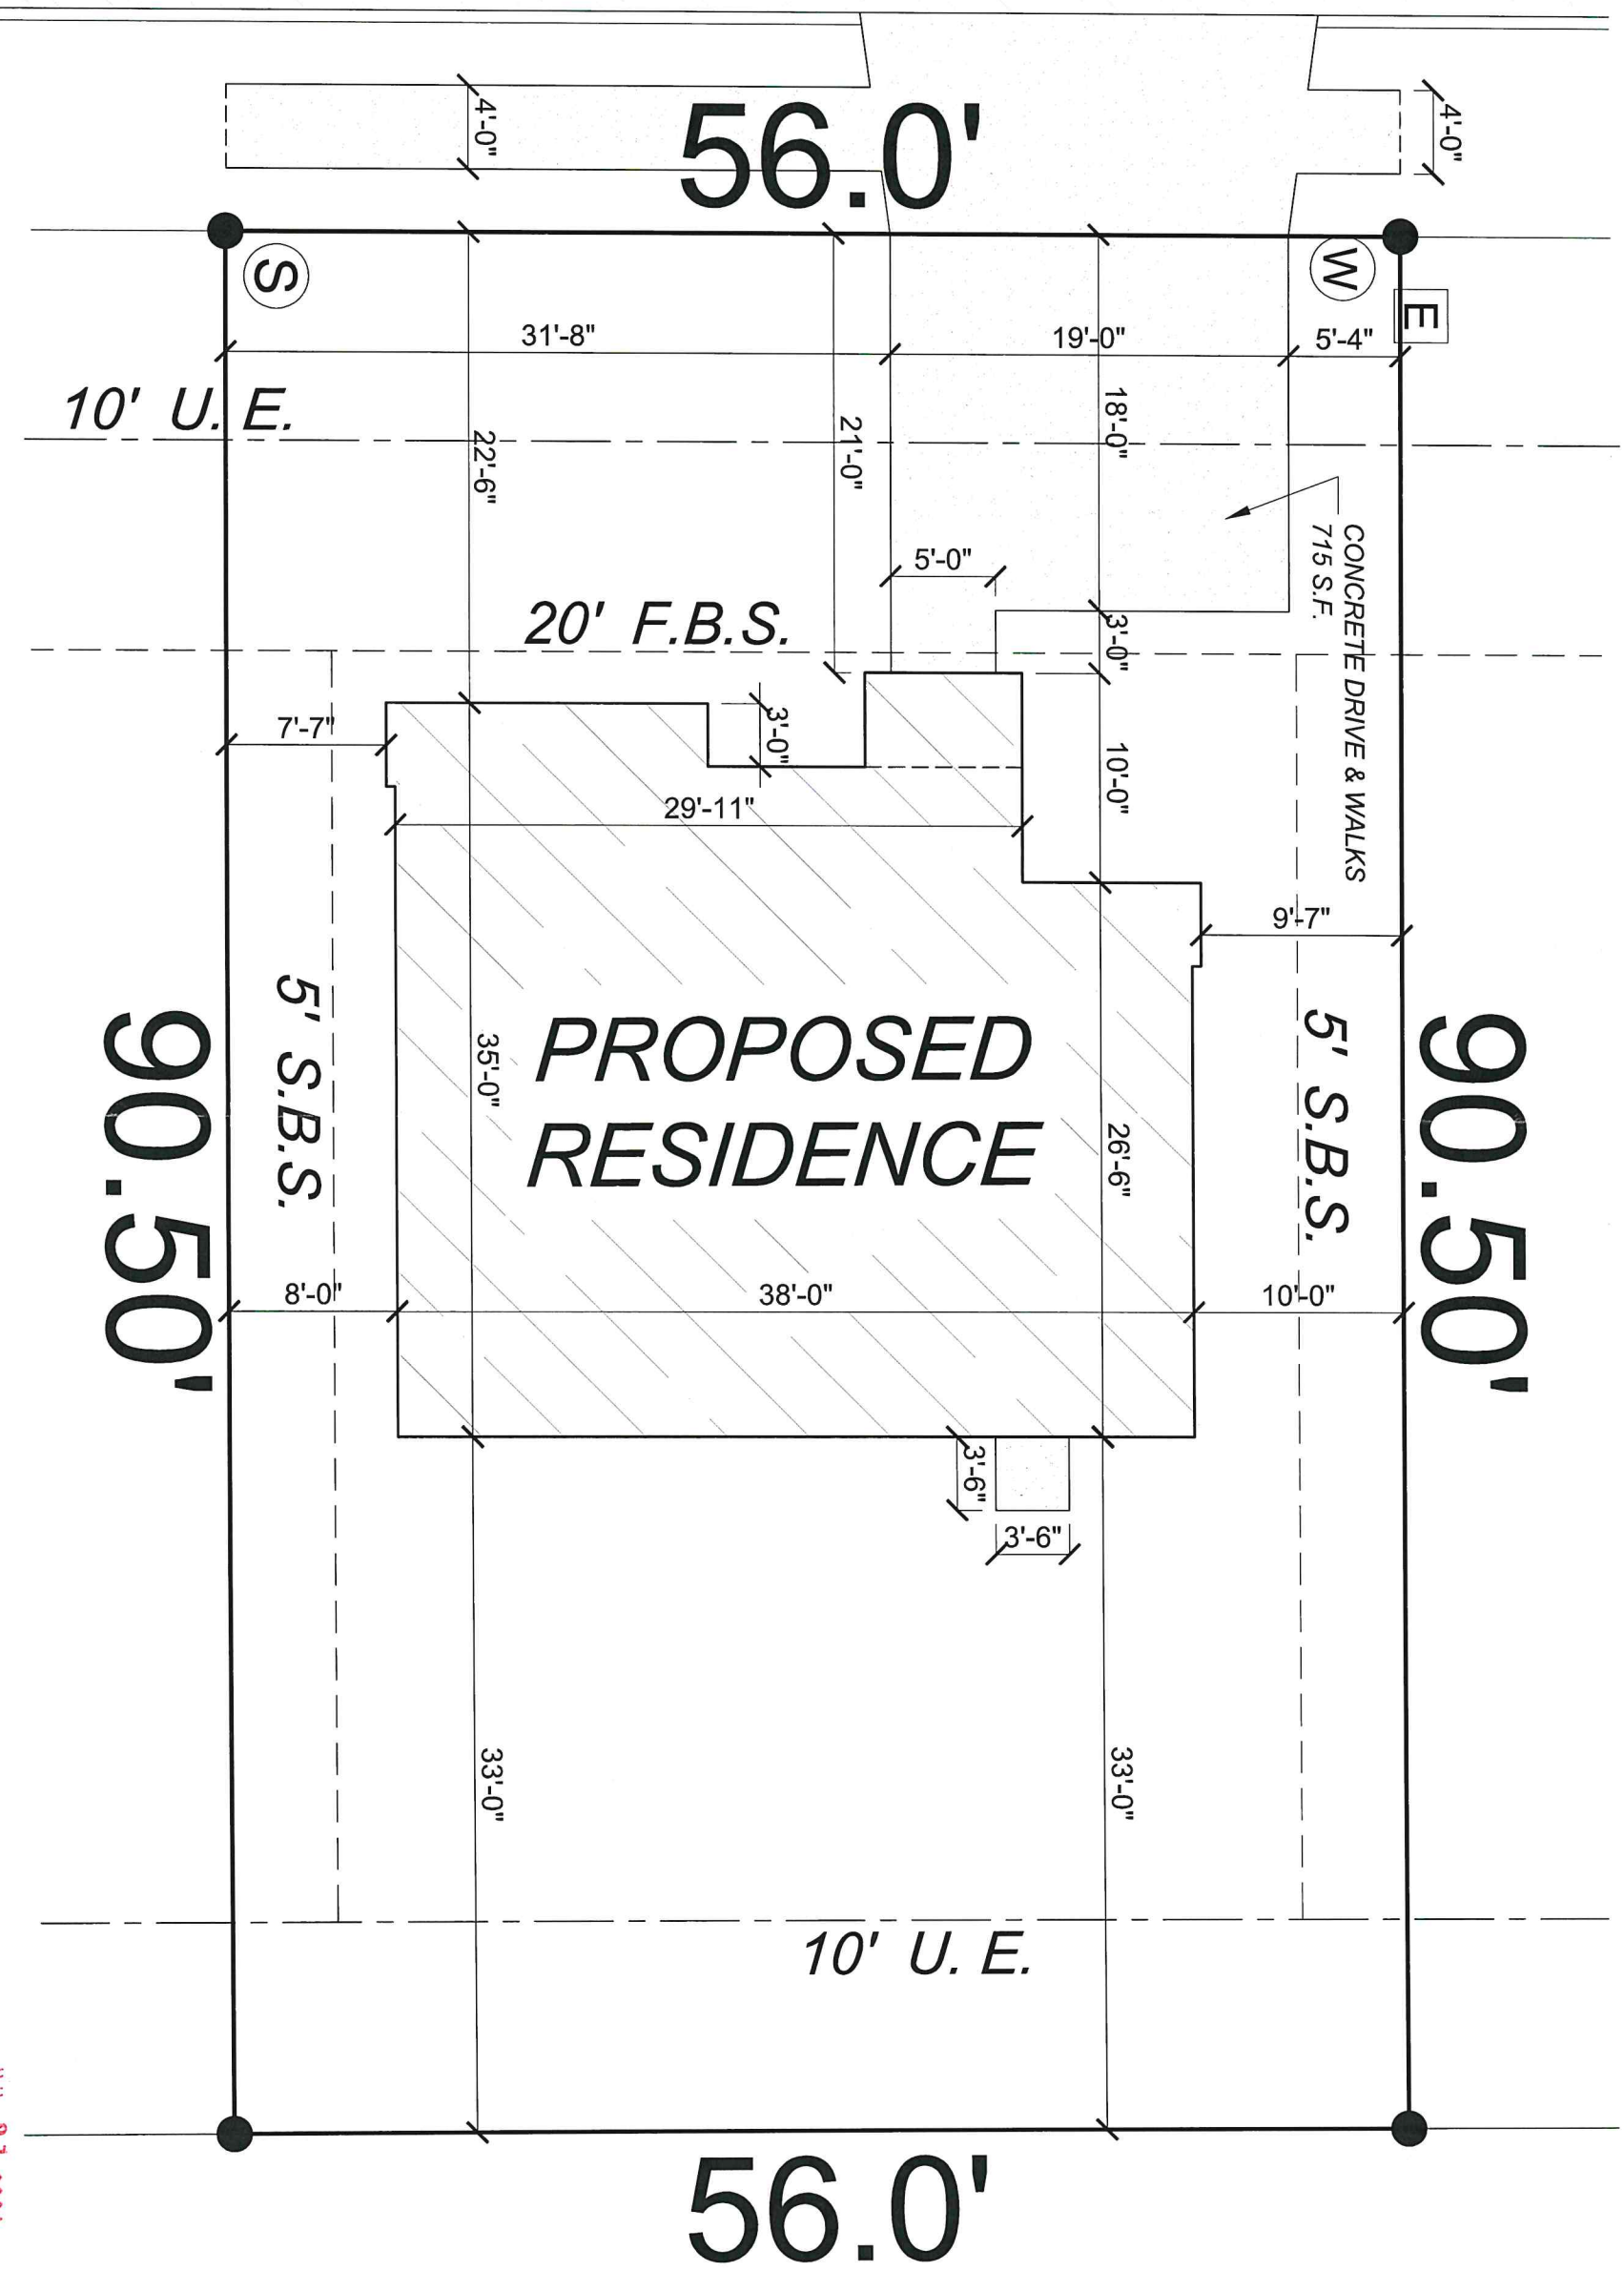 4'-0"
56.0'
4'-0"
S
W
E
31'-8"
19'-0"
5'-4"
10' U. E.
22'-6"
21'-0"
18'-0"
CONCRETE DRIVE & WALKS
715 S.F.
5'-0"
20' F.B.S.
3'-0"
7'-7"
3'-0"
10'-0"
29'-11"
9'-7"
90.50'
5' S.B.S.
35'-0"
PROPOSED
RESIDENCE
26'-6"
5' S.B.S.
90.50'
8'-0"
38'-0"
10'-0"
3'-6"
3'-6"
33'-0"
33'-0"
10' U. E.
56.0'